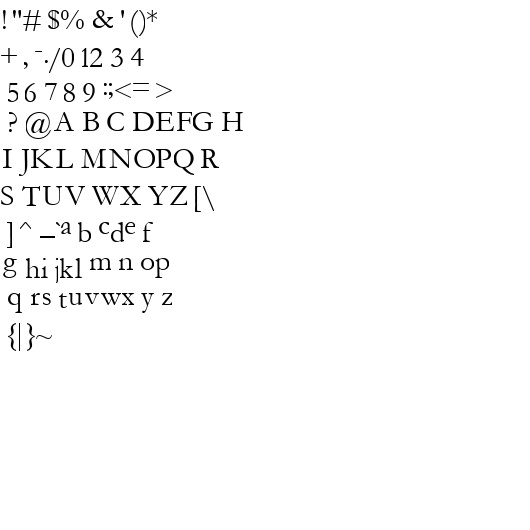 !"# $% & ' ()*
+ , -./0 12 3 4
5 6 7 8 9 :;<= >
? @A B C DEFG H
I JKL MNOPQ R
S TUV WX YZ [\
] ^ _`a b cde f
g hi jkl m n op
q rs tuvwx y z
{|}~